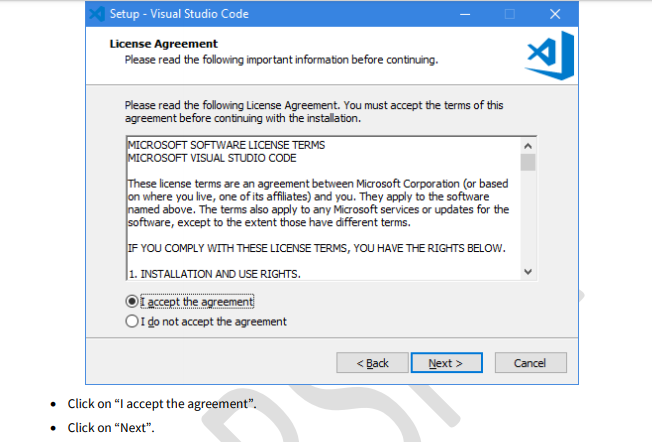 Setup - Visual Studio Code
License Agreement
Please read the following important information before continuing.
Please read the following License Agreement. You must accept the terms of this
agreement before continuing with the installation.
MICROSOFT SOFTWARE LICENSE TERMS
MICROSOFT VISUAL STUDIO CODE
These license terms are an agreement between Microsoft Corporation (or based
on where you live, one of its affiliates) and you. They apply to the software
named above. The terms also apply to any Microsoft services or updates for the
software, except to the extent those have different terms.
IF YOU COMPLY WITH THESE LICENSE TERMS, YOU HAVE THE RIGHTS BELOW.
1. INSTALLATION AND USE RIGHTS.
I accept the agreement
I do not accept the agreement
< Back Next > Cancel
• Click on “I accept the agreement”.
• Click on “Next”.